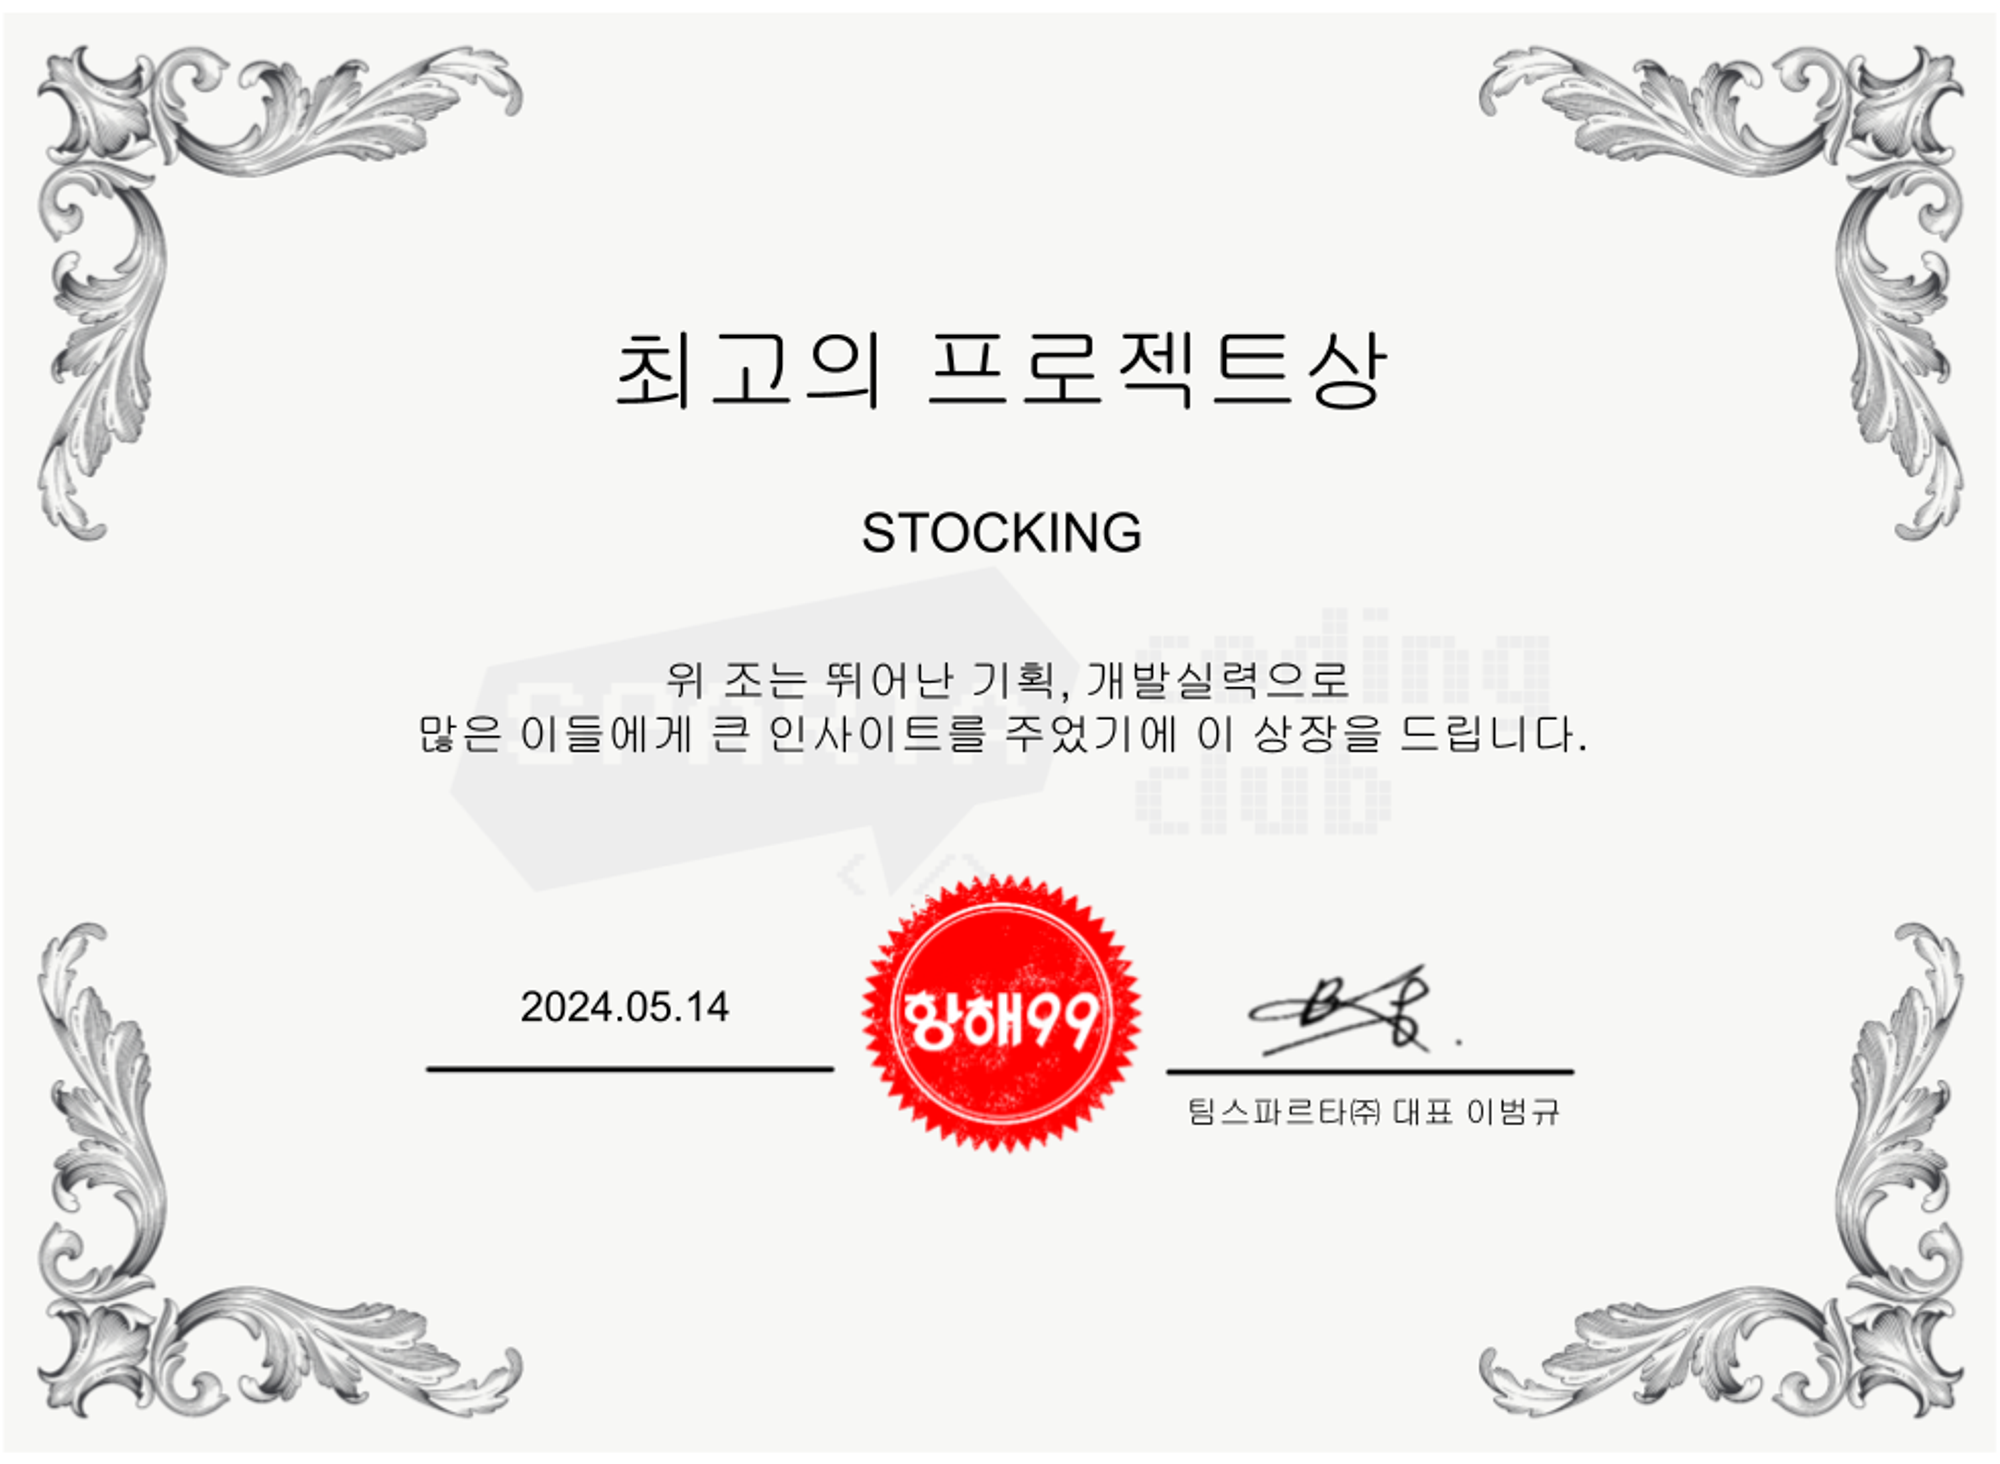 최고의 프로젝트상
STOCKING
위 조는 뛰어난 기획, 개발실력으로
많은 이들에게 큰 인사이트를 주었기에 이 상장을 드립니다.
SPARTA
coding
club
</>
2024.05.14
항해99
팀스파르타㈜ 대표 이범규